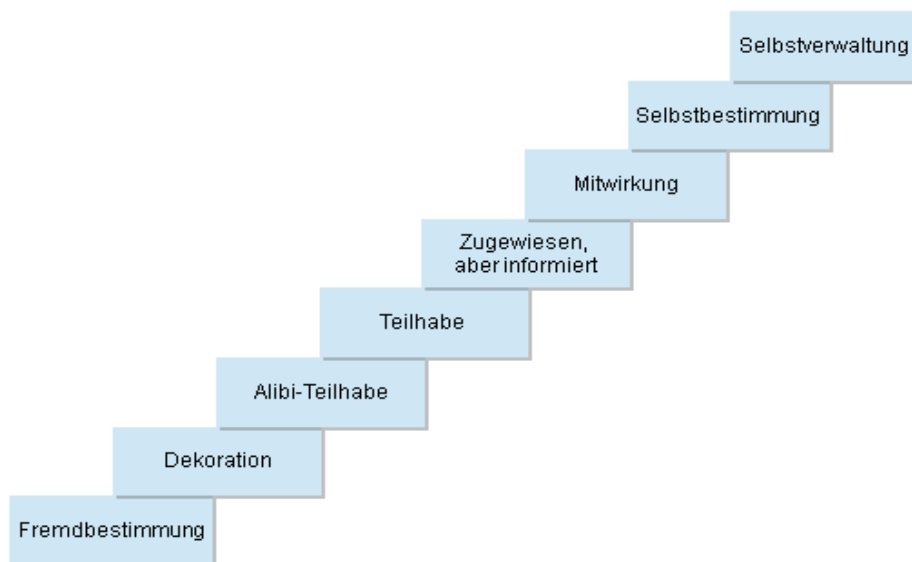 Selbstverwaltung
Selbstbestimmung
Mitwirkung
Zugewiesen,
aber informiert
Teilhabe
Alibi-Teilhabe
Dekoration
Fremdbestimmung